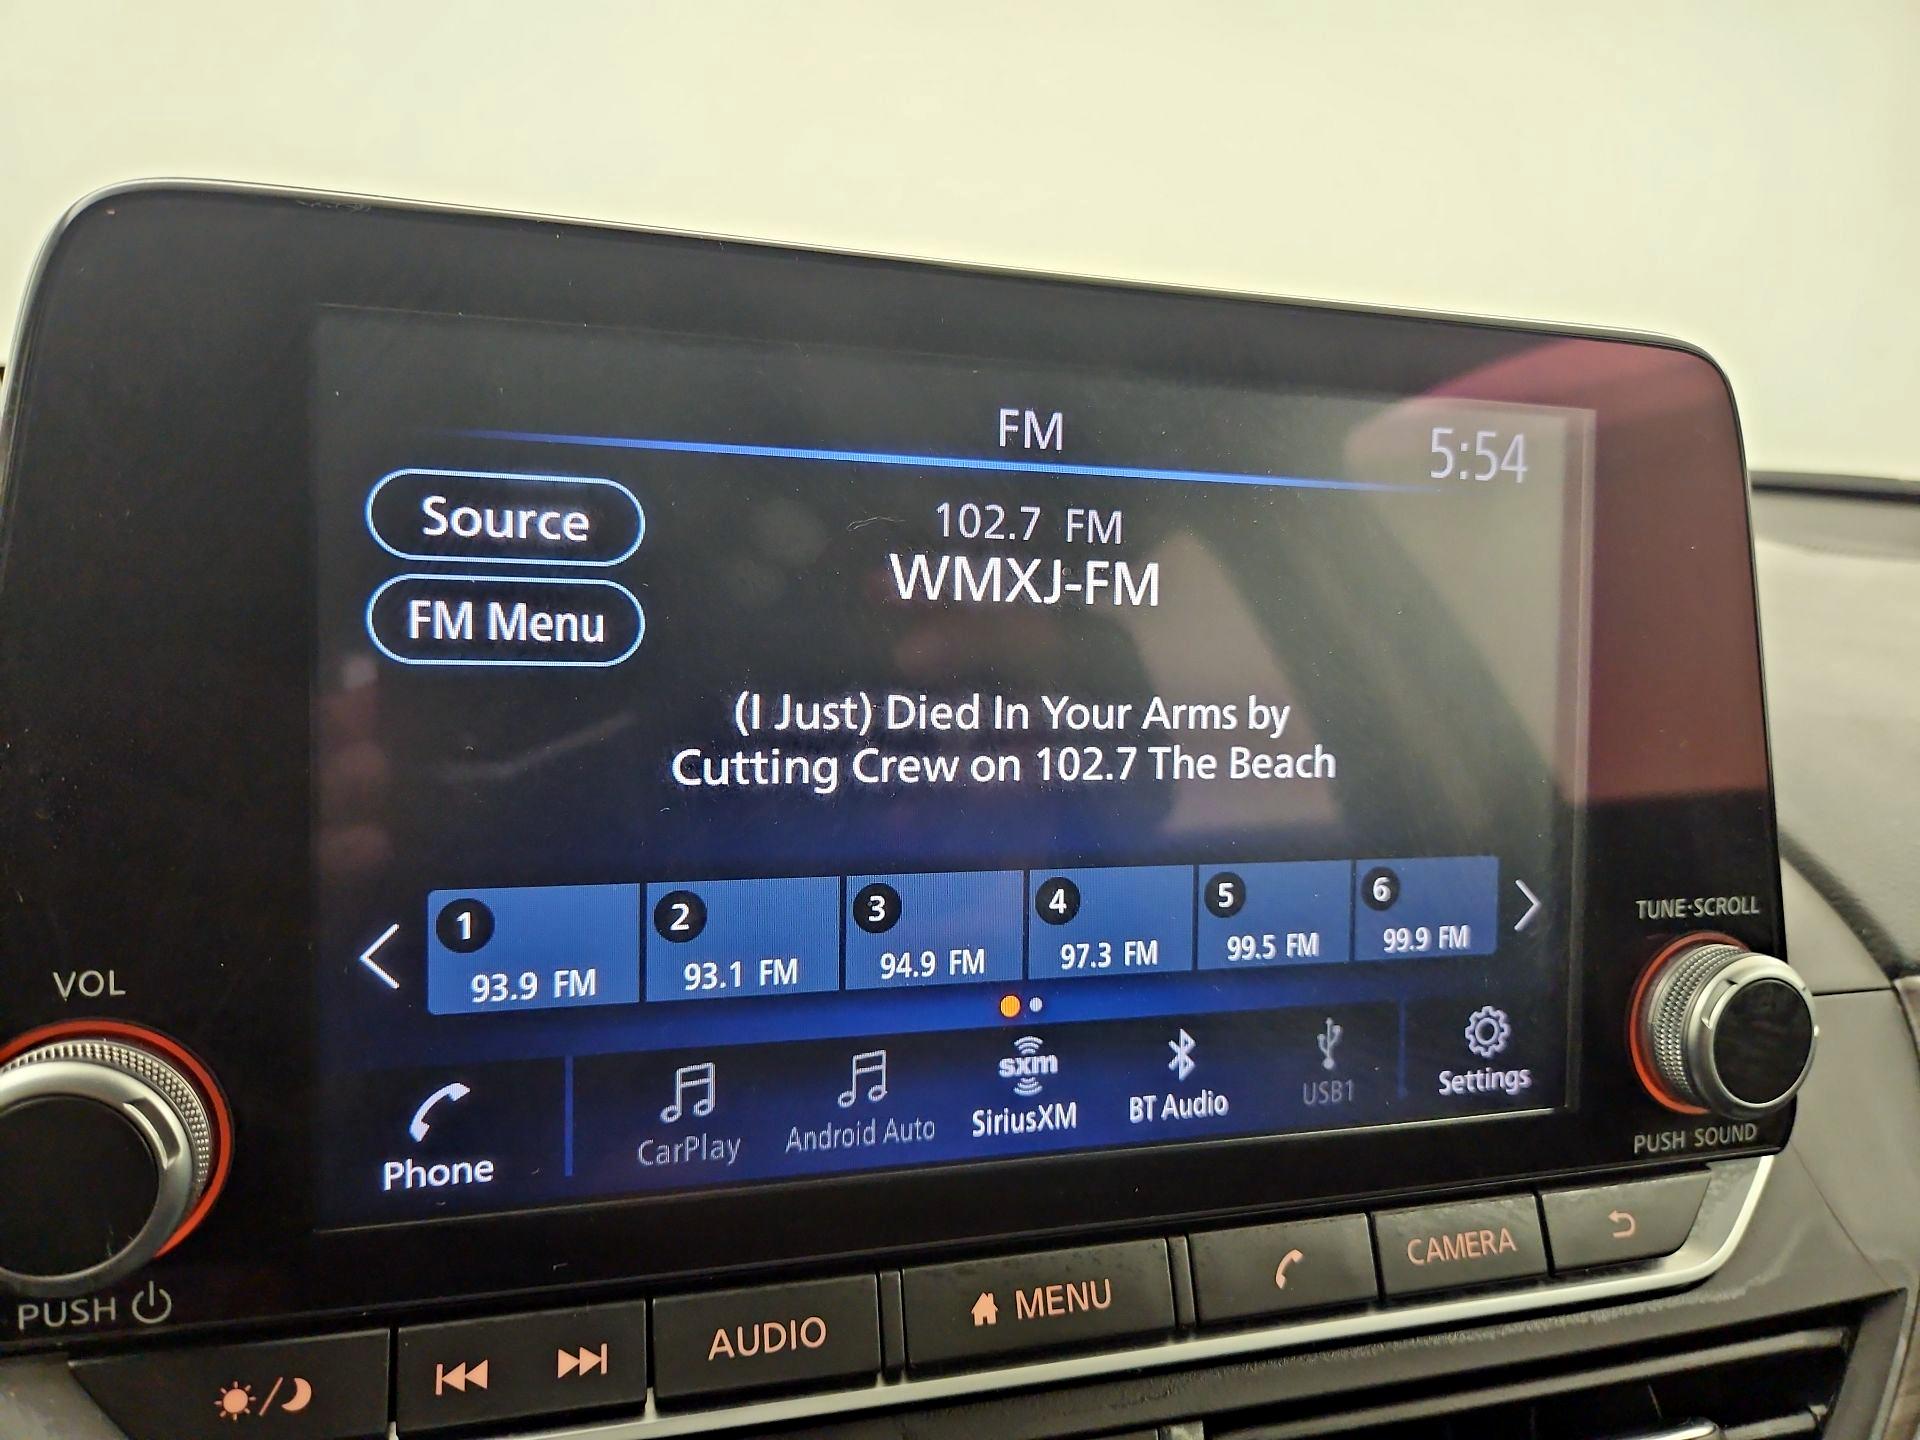 FM
5:54
Source
102.7 FM
WMXJ-FM
FM Menu
(I Just) Died In Your Arms by
Cutting Crew on 102.7 The Beach
1 2 3 4 5 6
93.9 FM 93.1 FM 94.9 FM 97.3 FM 99.5 FM 99.9 FM
TUNE·SCROLL
VOL
sxm
Phone CarPlay Android Auto SiriusXM BT Audio USB1 Settings
PUSH SOUND
PUSH
AUDIO MENU CAMERA